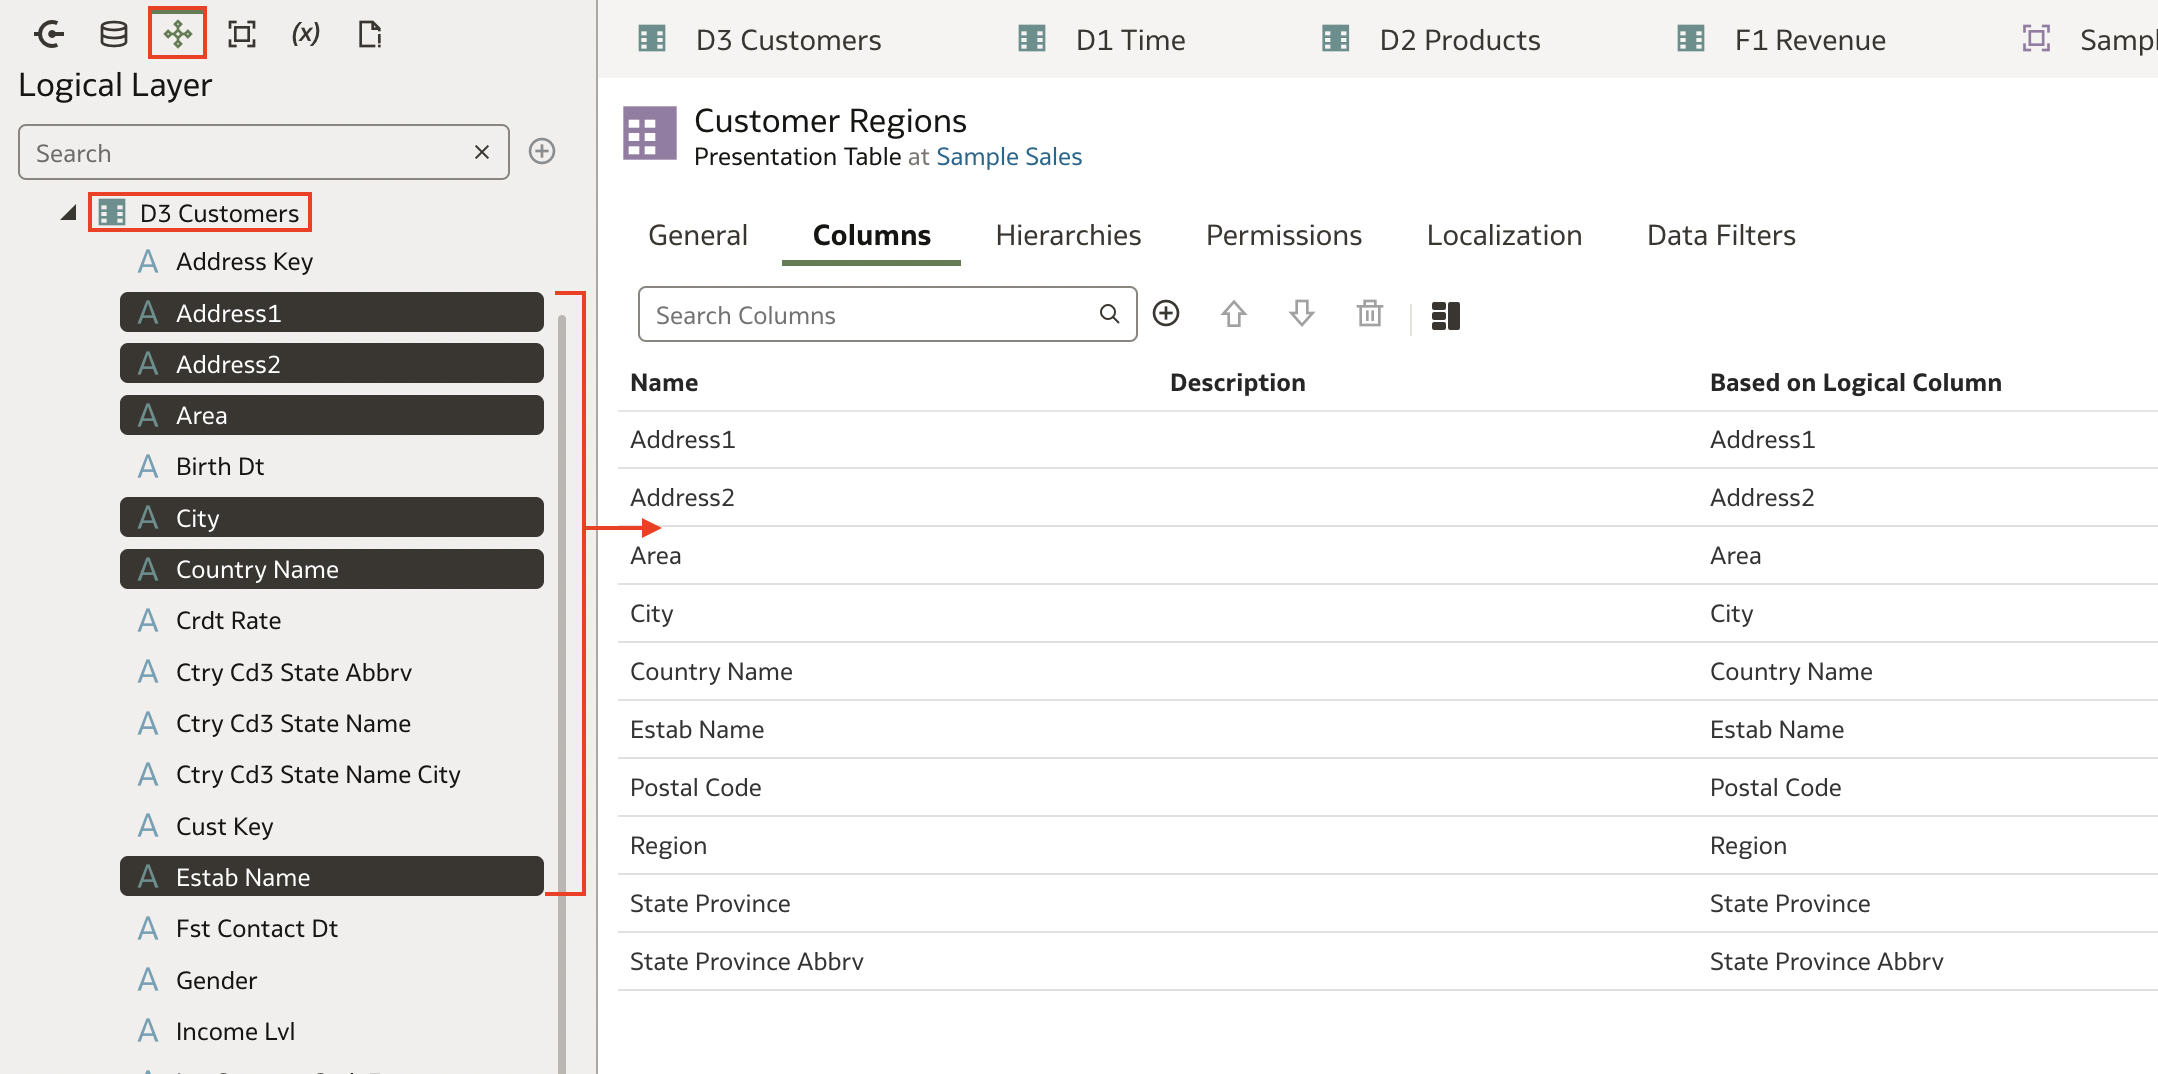 (x)
Logical Layer
Search
D3 Customers
Address Key
Address1
Address2
Area
Birth Dt
City
Country Name
Crdt Rate
Ctry Cd3 State Abbrv
Ctry Cd3 State Name
Ctry Cd3 State Name City
Cust Key
Estab Name
Fst Contact Dt
Gender
Income Lvl
D3 Customers D1 Time D2 Products F1 Revenue
Customer Regions
Presentation Table at Sample Sales
General Columns Hierarchies Permissions Localization Data Filters
Search Columns
Name Description Based on Logical Column
Address1 Address1
Address2 Address2
Area Area
City City
Country Name Country Name
Estab Name Estab Name
Postal Code Postal Code
Region Region
State Province State Province
State Province Abbrv State Province Abbrv